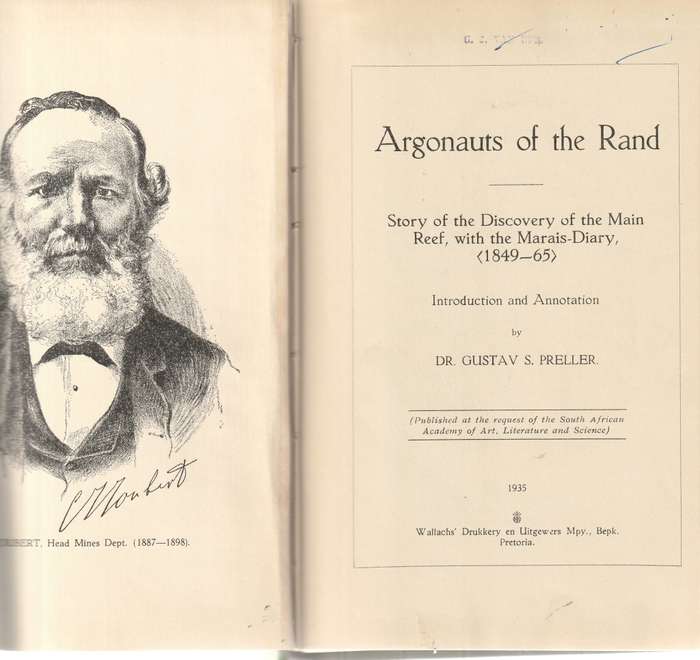 JOUBERT, Head Mines Dept. (1887—1898).
Argonauts of the Rand
Story of the Discovery of the Main
Reef, with the Marais-Diary,
⟨1849—65⟩
Introduction and Annotation
by
DR. GUSTAV S. PRELLER.
(Published at the request of the South African
Academy of Art, Literature and Science)
1935
Wallachs' Drukkery en Uitgewers Mpy., Bepk.
Pretoria.